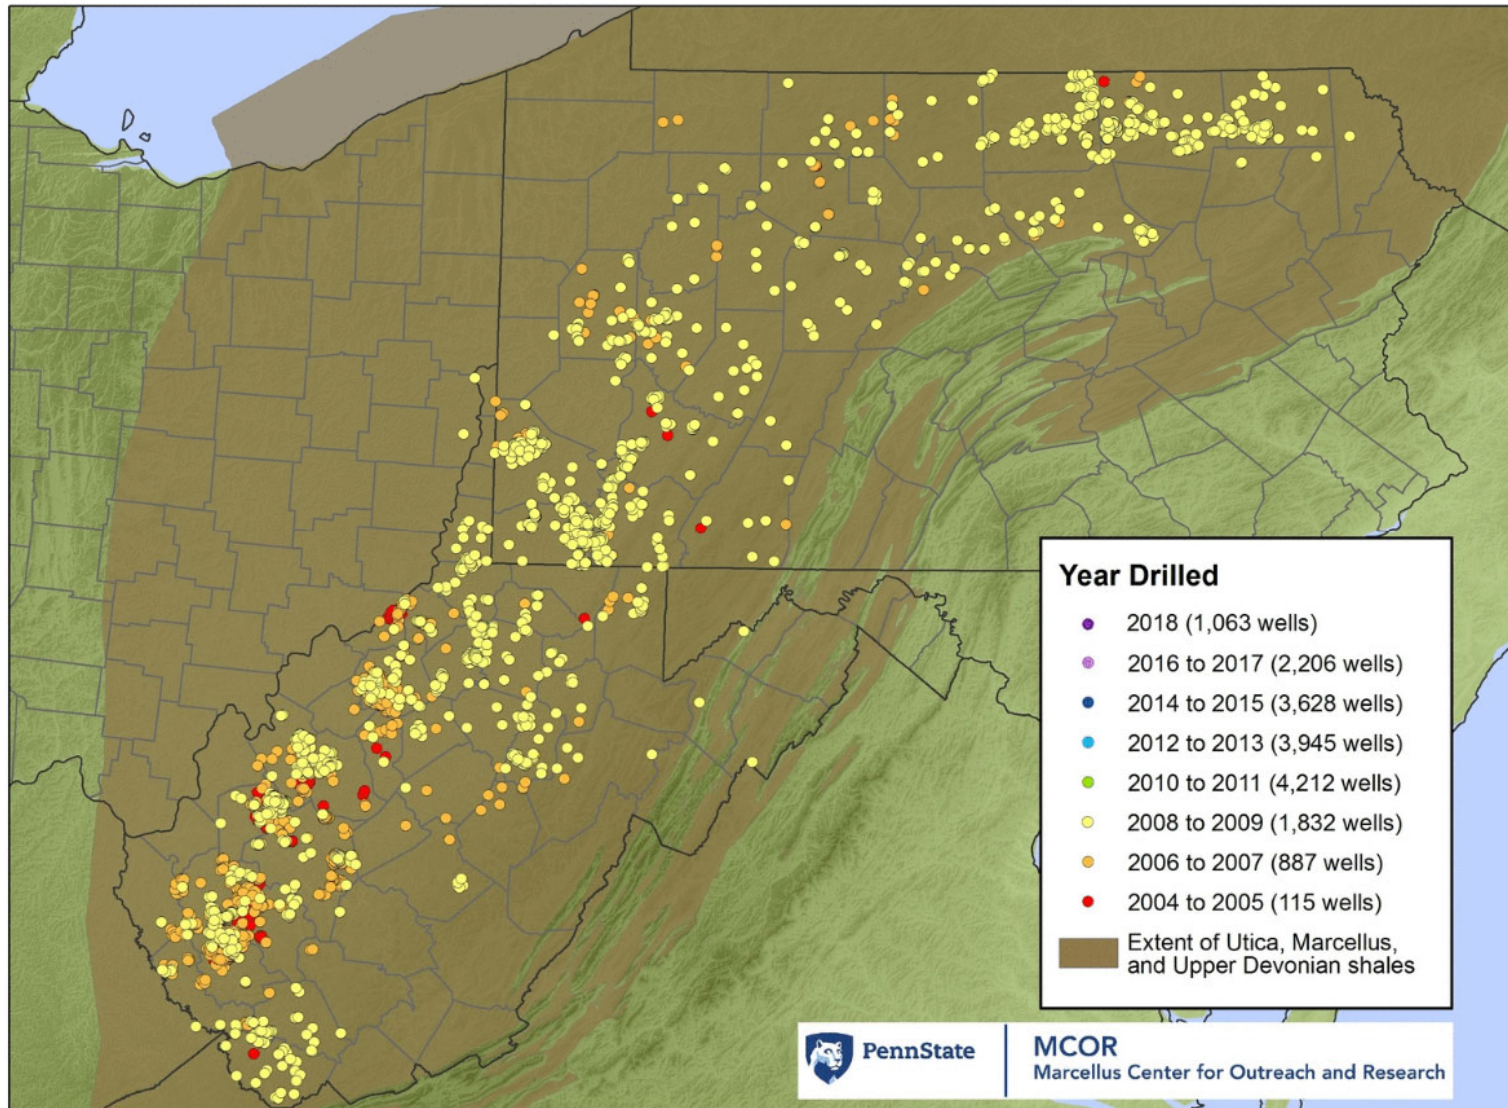 Year Drilled
2018 (1,063 wells)
2016 to 2017 (2,206 wells)
2014 to 2015 (3,628 wells)
2012 to 2013 (3,945 wells)
2010 to 2011 (4,212 wells)
2008 to 2009 (1,832 wells)
2006 to 2007 (887 wells)
2004 to 2005 (115 wells)
Extent of Utica, Marcellus,
and Upper Devonian shales
PennState
MCOR
Marcellus Center for Outreach and Research